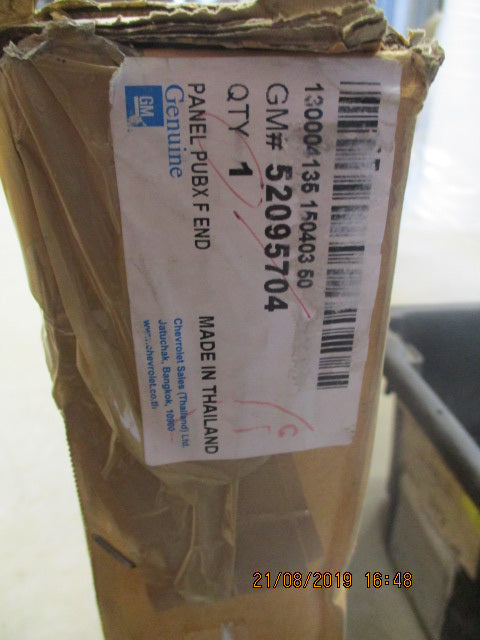 130004135 150403 60
GM# 52095704
QTY 1
PANEL PUBX F END
MADE IN THAILAND
GM
Genuine
Chevrolet Sales (Thailand) Ltd.
Jatuchak, Bangkok, 10900
www.chevrolet.co.th
21/08/2019 16:48